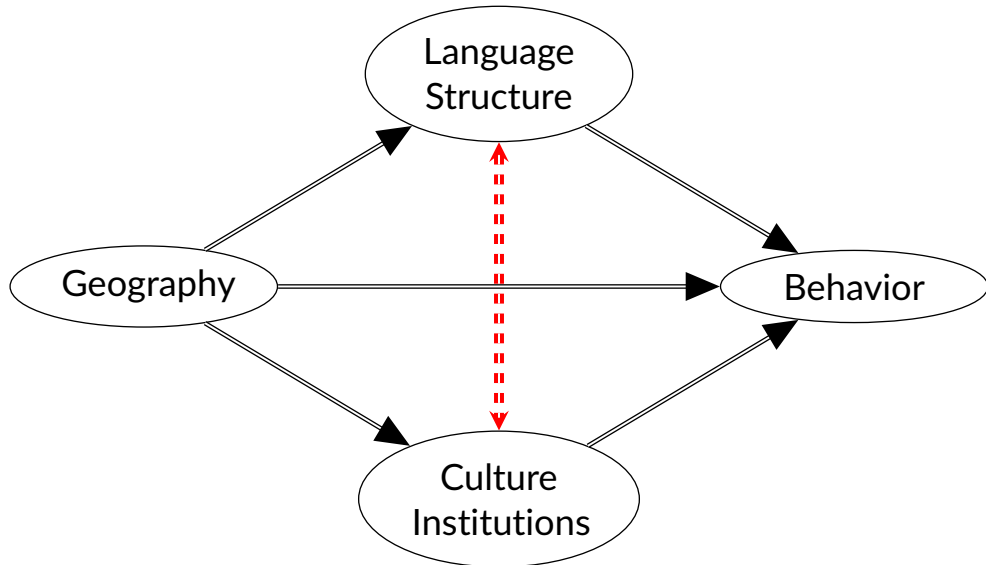 Language
Structure
Geography
Behavior
Culture
Institutions